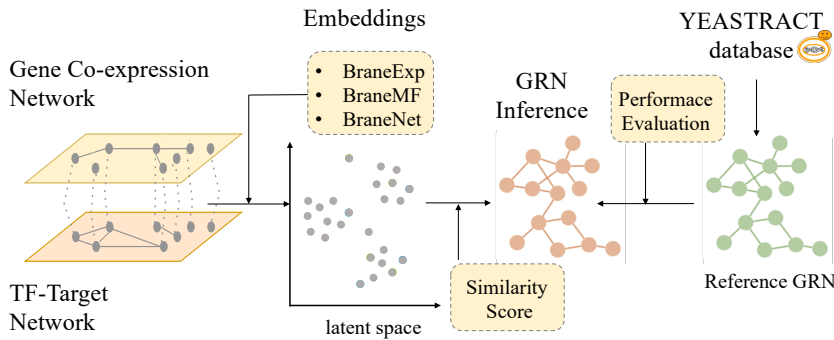 Embeddings
YEASTRACT
database
Gene Co-expression
Network
• BraneExp
• BraneMF
• BraneNet
GRN
Inference
Performace
Evaluation
TF-Target
Network
latent space
Similarity
Score
Reference GRN